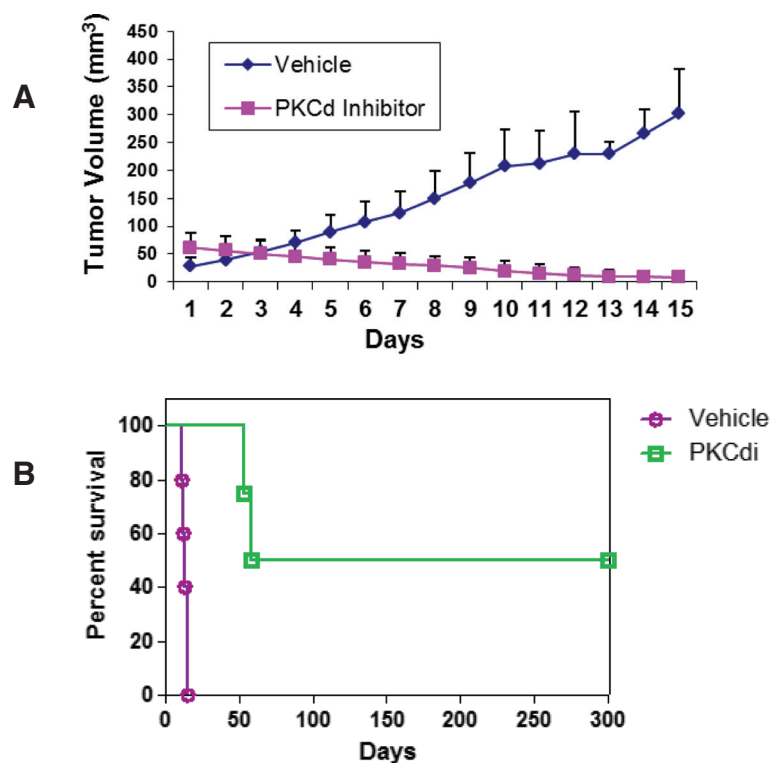 A
Tumor Volume (mm³)
450
400
350
300
250
200
150
100
50
0
Vehicle
PKCd Inhibitor
1 2 3 4 5 6 7 8 9 10 11 12 13 14 15
Days
B
Percent survival
100
80
60
40
20
0
0 50 100 150 200 250 300
Days
Vehicle
PKCdi